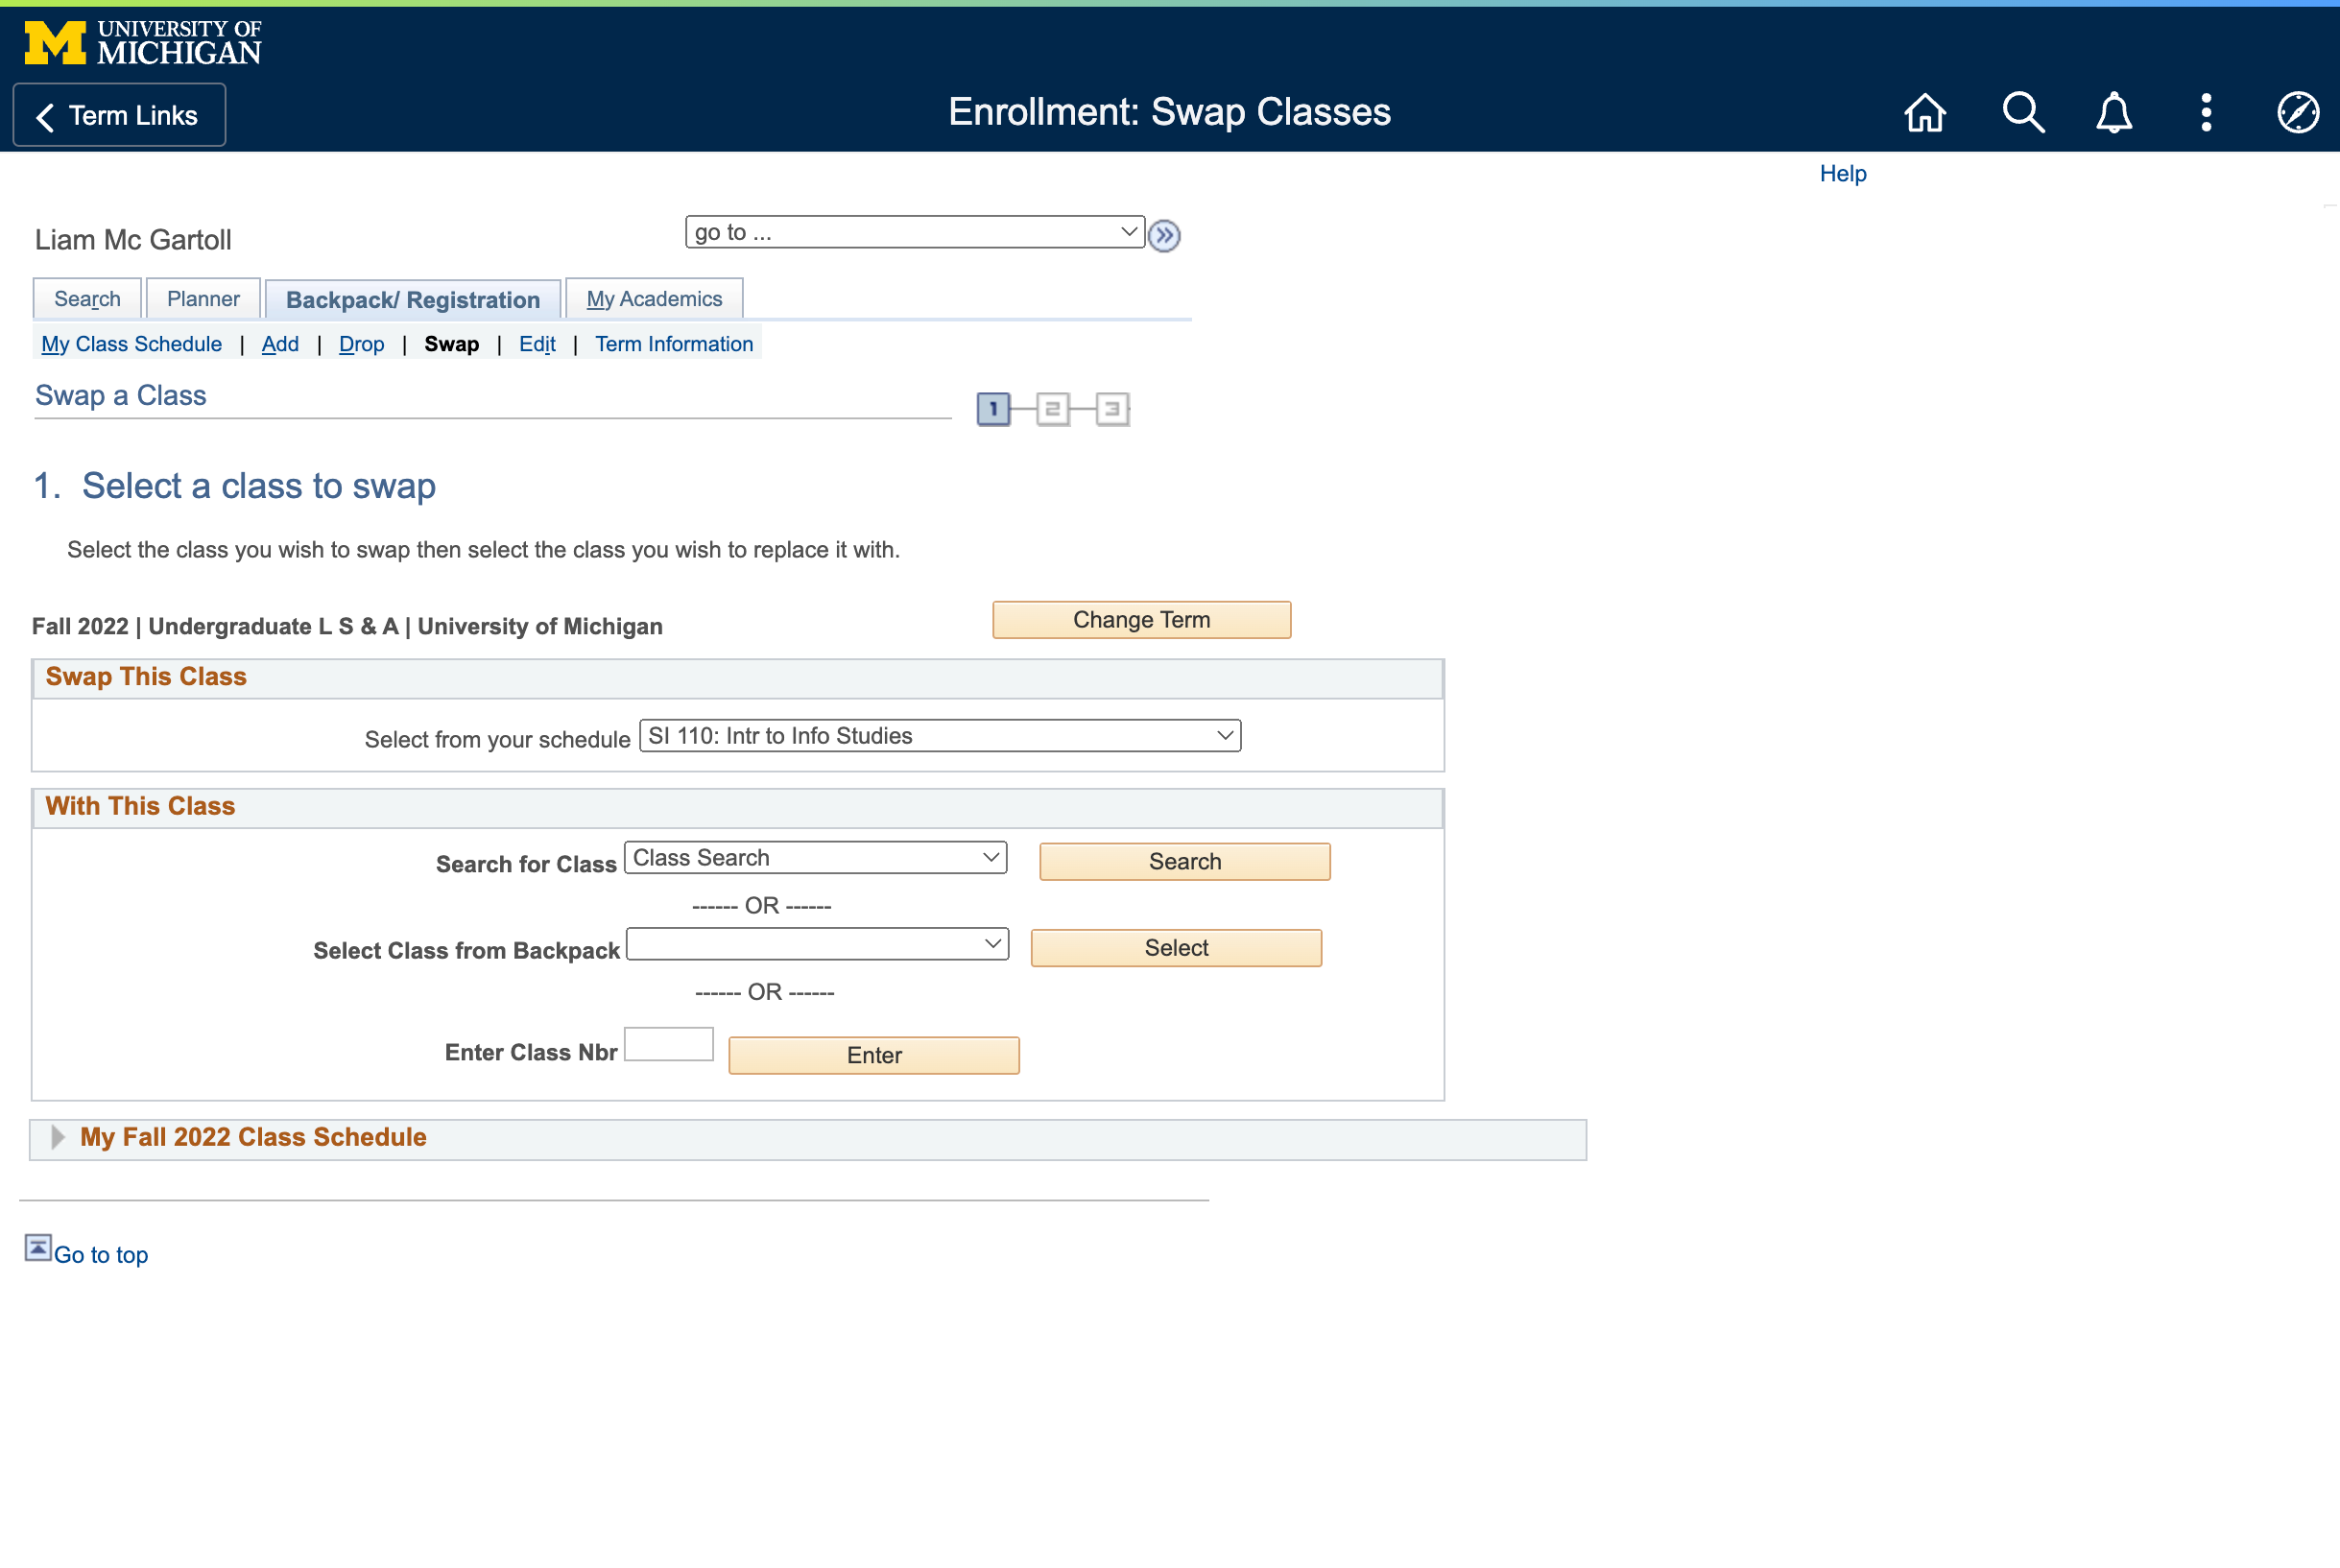 UNIVERSITY OF
MICHIGAN
Term Links
Enrollment: Swap Classes
Help
Liam Mc Gartoll
go to ...
Search
Planner
Backpack/ Registration
My Academics
My Class Schedule | Add | Drop | Swap | Edit | Term Information
Swap a Class
1 2 3
1. Select a class to swap
Select the class you wish to swap then select the class you wish to replace it with.
Fall 2022 | Undergraduate L S & A | University of Michigan
Change Term
Swap This Class
Select from your schedule SI 110: Intr to Info Studies
With This Class
Search for Class Class Search Search
------ OR ------
Select Class from Backpack Select
------ OR ------
Enter Class Nbr Enter
My Fall 2022 Class Schedule
Go to top